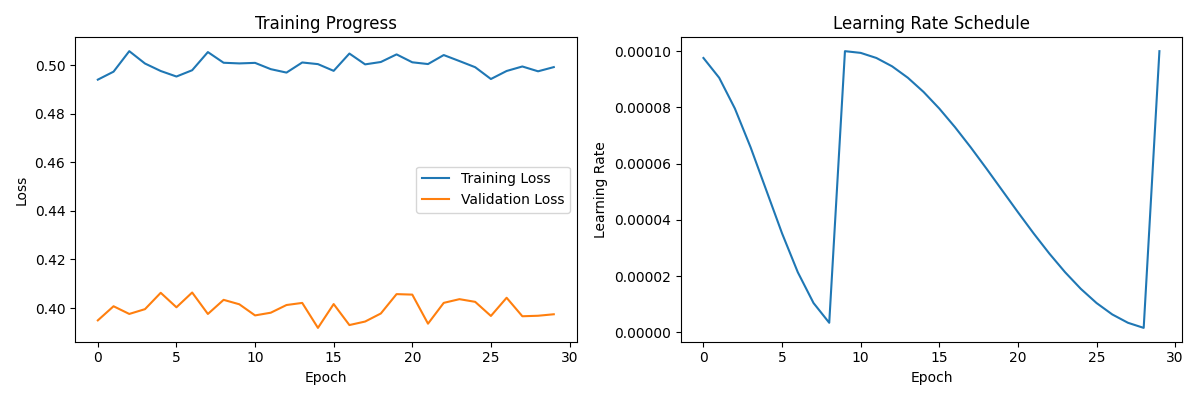 Training Progress
Loss
0.50
0.48
0.46
0.44
0.42
0.40
Training Loss
Validation Loss
0 5 10 15 20 25 30
Epoch
Learning Rate Schedule
Learning Rate
0.00010
0.00008
0.00006
0.00004
0.00002
0.00000
0 5 10 15 20 25 30
Epoch